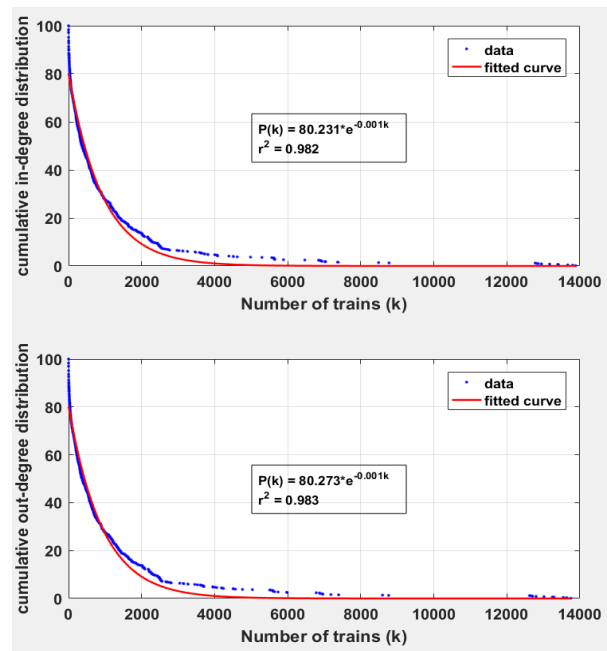 100
80
60
40
20
0
cumulative in-degree distribution
data
fitted curve
P(k) = 80.231*e^-0.001k
r^2 = 0.982
0 2000 4000 6000 8000 10000 12000 14000
Number of trains (k)
100
80
60
40
20
0
cumulative out-degree distribution
data
fitted curve
P(k) = 80.273*e^-0.001k
r^2 = 0.983
0 2000 4000 6000 8000 10000 12000 14000
Number of trains (k)